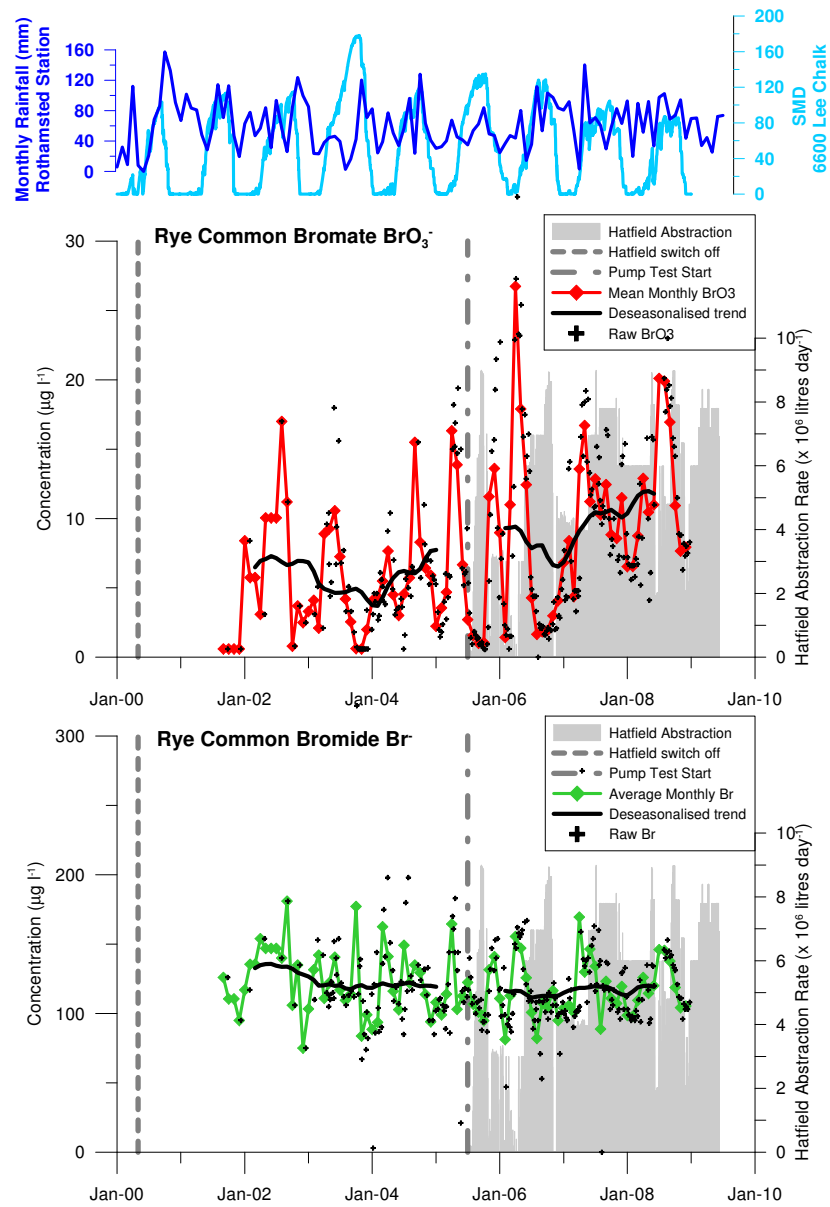 200
160
160
120
120
80
80
40
40
0
0
Monthly Rainfall (mm)
Rothamsted Station
SMD
6600 Lee Chalk
Rye Common Bromate BrO₃⁻
Hatfield Abstraction
Hatfield switch off
Pump Test Start
Mean Monthly BrO3
Deseasonalised trend
Raw BrO3
30
20
10
0
Concentration (µg l⁻¹)
10
8
6
4
2
0
Hatfield Abstraction Rate (x 10⁶ litres day⁻¹)
Jan-00 Jan-02 Jan-04 Jan-06 Jan-08 Jan-10
Rye Common Bromide Br⁻
Hatfield Abstraction
Hatfield switch off
Pump Test Start
Average Monthly Br
Deseasonalised trend
Raw Br
300
200
100
0
Concentration (µg l⁻¹)
10
8
6
4
2
0
Hatfield Abstraction Rate (x 10⁶ litres day⁻¹)
Jan-00 Jan-02 Jan-04 Jan-06 Jan-08 Jan-10